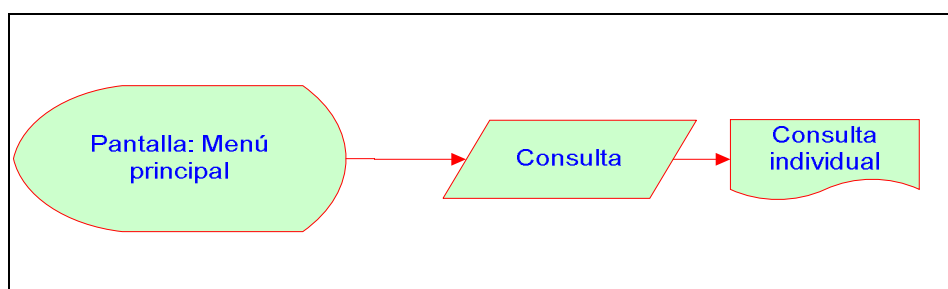 Pantalla: Menú
principal
Consulta
Consulta
individual